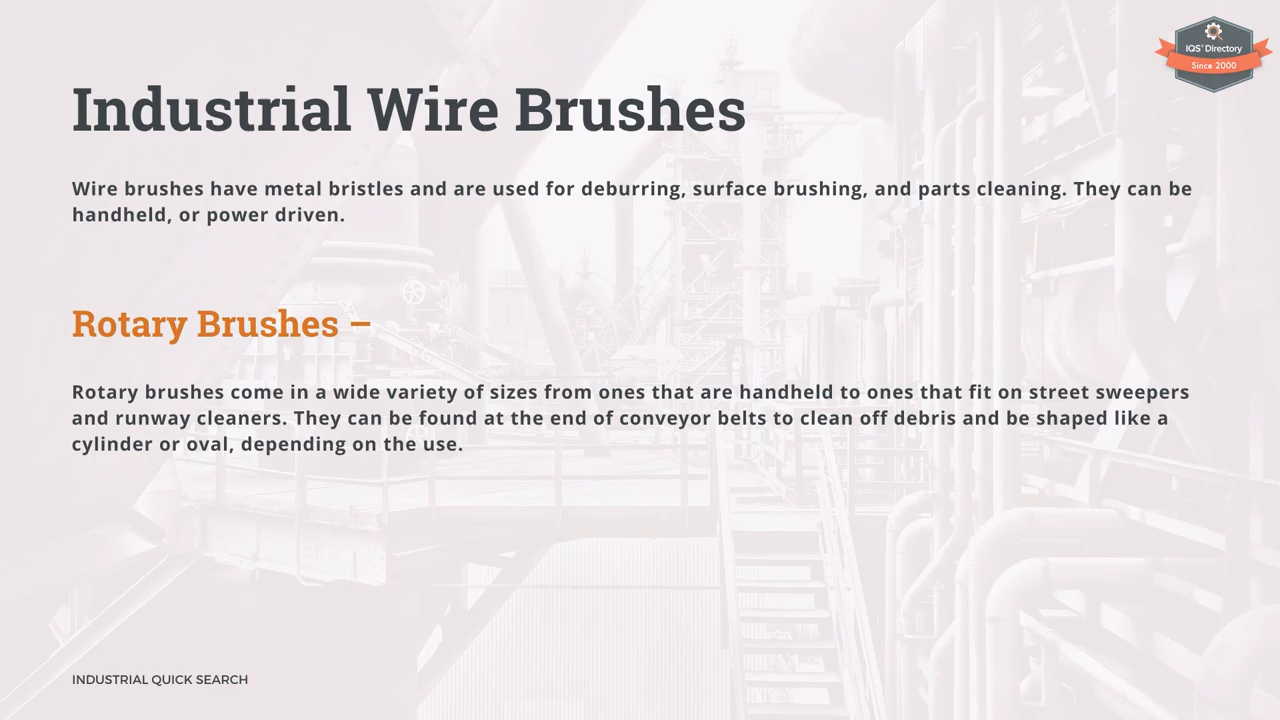 IQS® Directory
Since 2000
Industrial Wire Brushes
Wire brushes have metal bristles and are used for deburring, surface brushing, and parts cleaning. They can be
handheld, or power driven.
Rotary Brushes –
Rotary brushes come in a wide variety of sizes from ones that are handheld to ones that fit on street sweepers
and runway cleaners. They can be found at the end of conveyor belts to clean off debris and be shaped like a
cylinder or oval, depending on the use.
INDUSTRIAL QUICK SEARCH